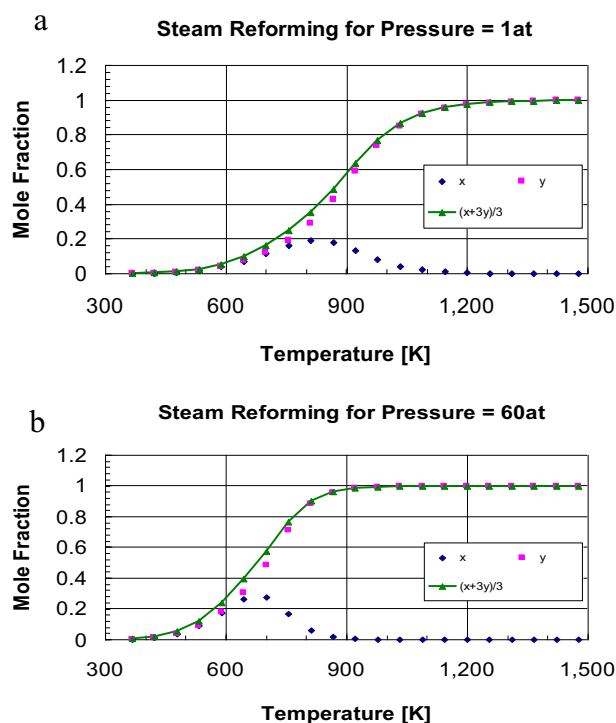 a
Steam Reforming for Pressure = 1at
Mole Fraction
1.2
1
0.8
0.6
0.4
0.2
0
x y
(x+3y)/3
300 600 900 1,200 1,500
Temperature [K]
b
Steam Reforming for Pressure = 60at
Mole Fraction
1.2
1
0.8
0.6
0.4
0.2
0
x y
(x+3y)/3
300 600 900 1,200 1,500
Temperature [K]